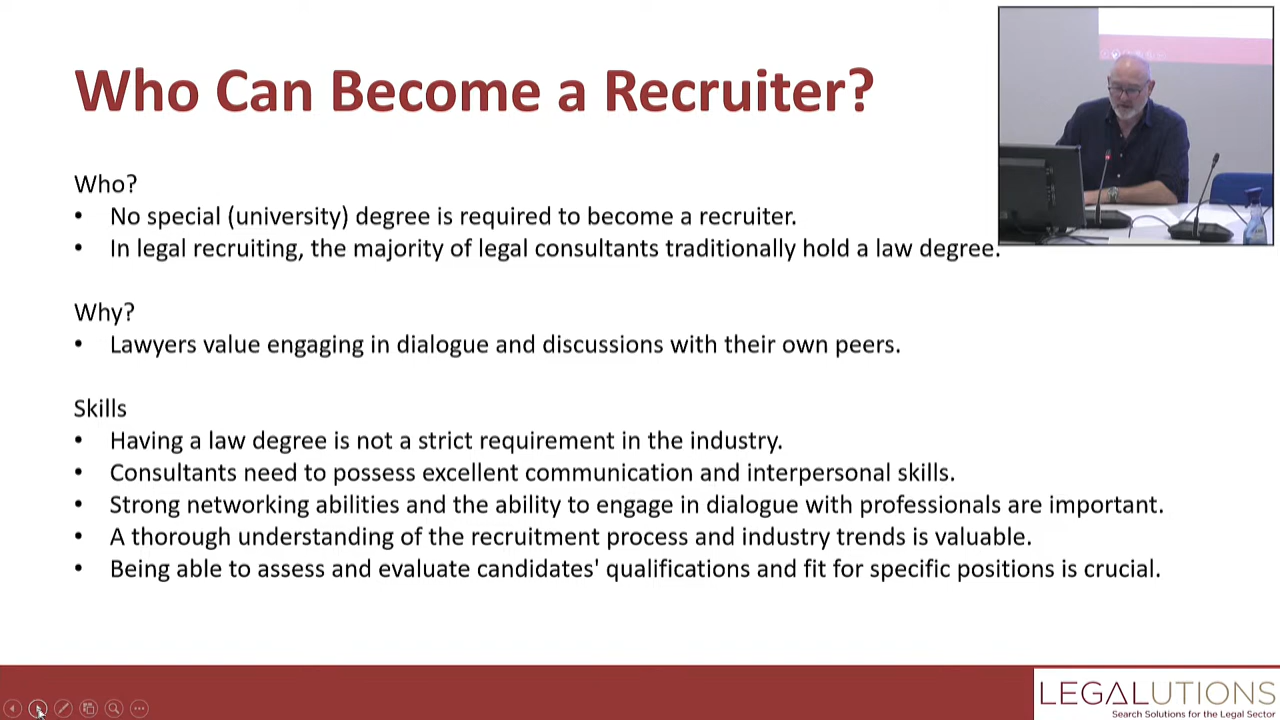 Who Can Become a Recruiter?
Who?
• No special (university) degree is required to become a recruiter.
• In legal recruiting, the majority of legal consultants traditionally hold a law degree.
Why?
• Lawyers value engaging in dialogue and discussions with their own peers.
Skills
• Having a law degree is not a strict requirement in the industry.
• Consultants need to possess excellent communication and interpersonal skills.
• Strong networking abilities and the ability to engage in dialogue with professionals are important.
• A thorough understanding of the recruitment process and industry trends is valuable.
• Being able to assess and evaluate candidates' qualifications and fit for specific positions is crucial.
LEGALUTIONS
Search Solutions for the Legal Sector